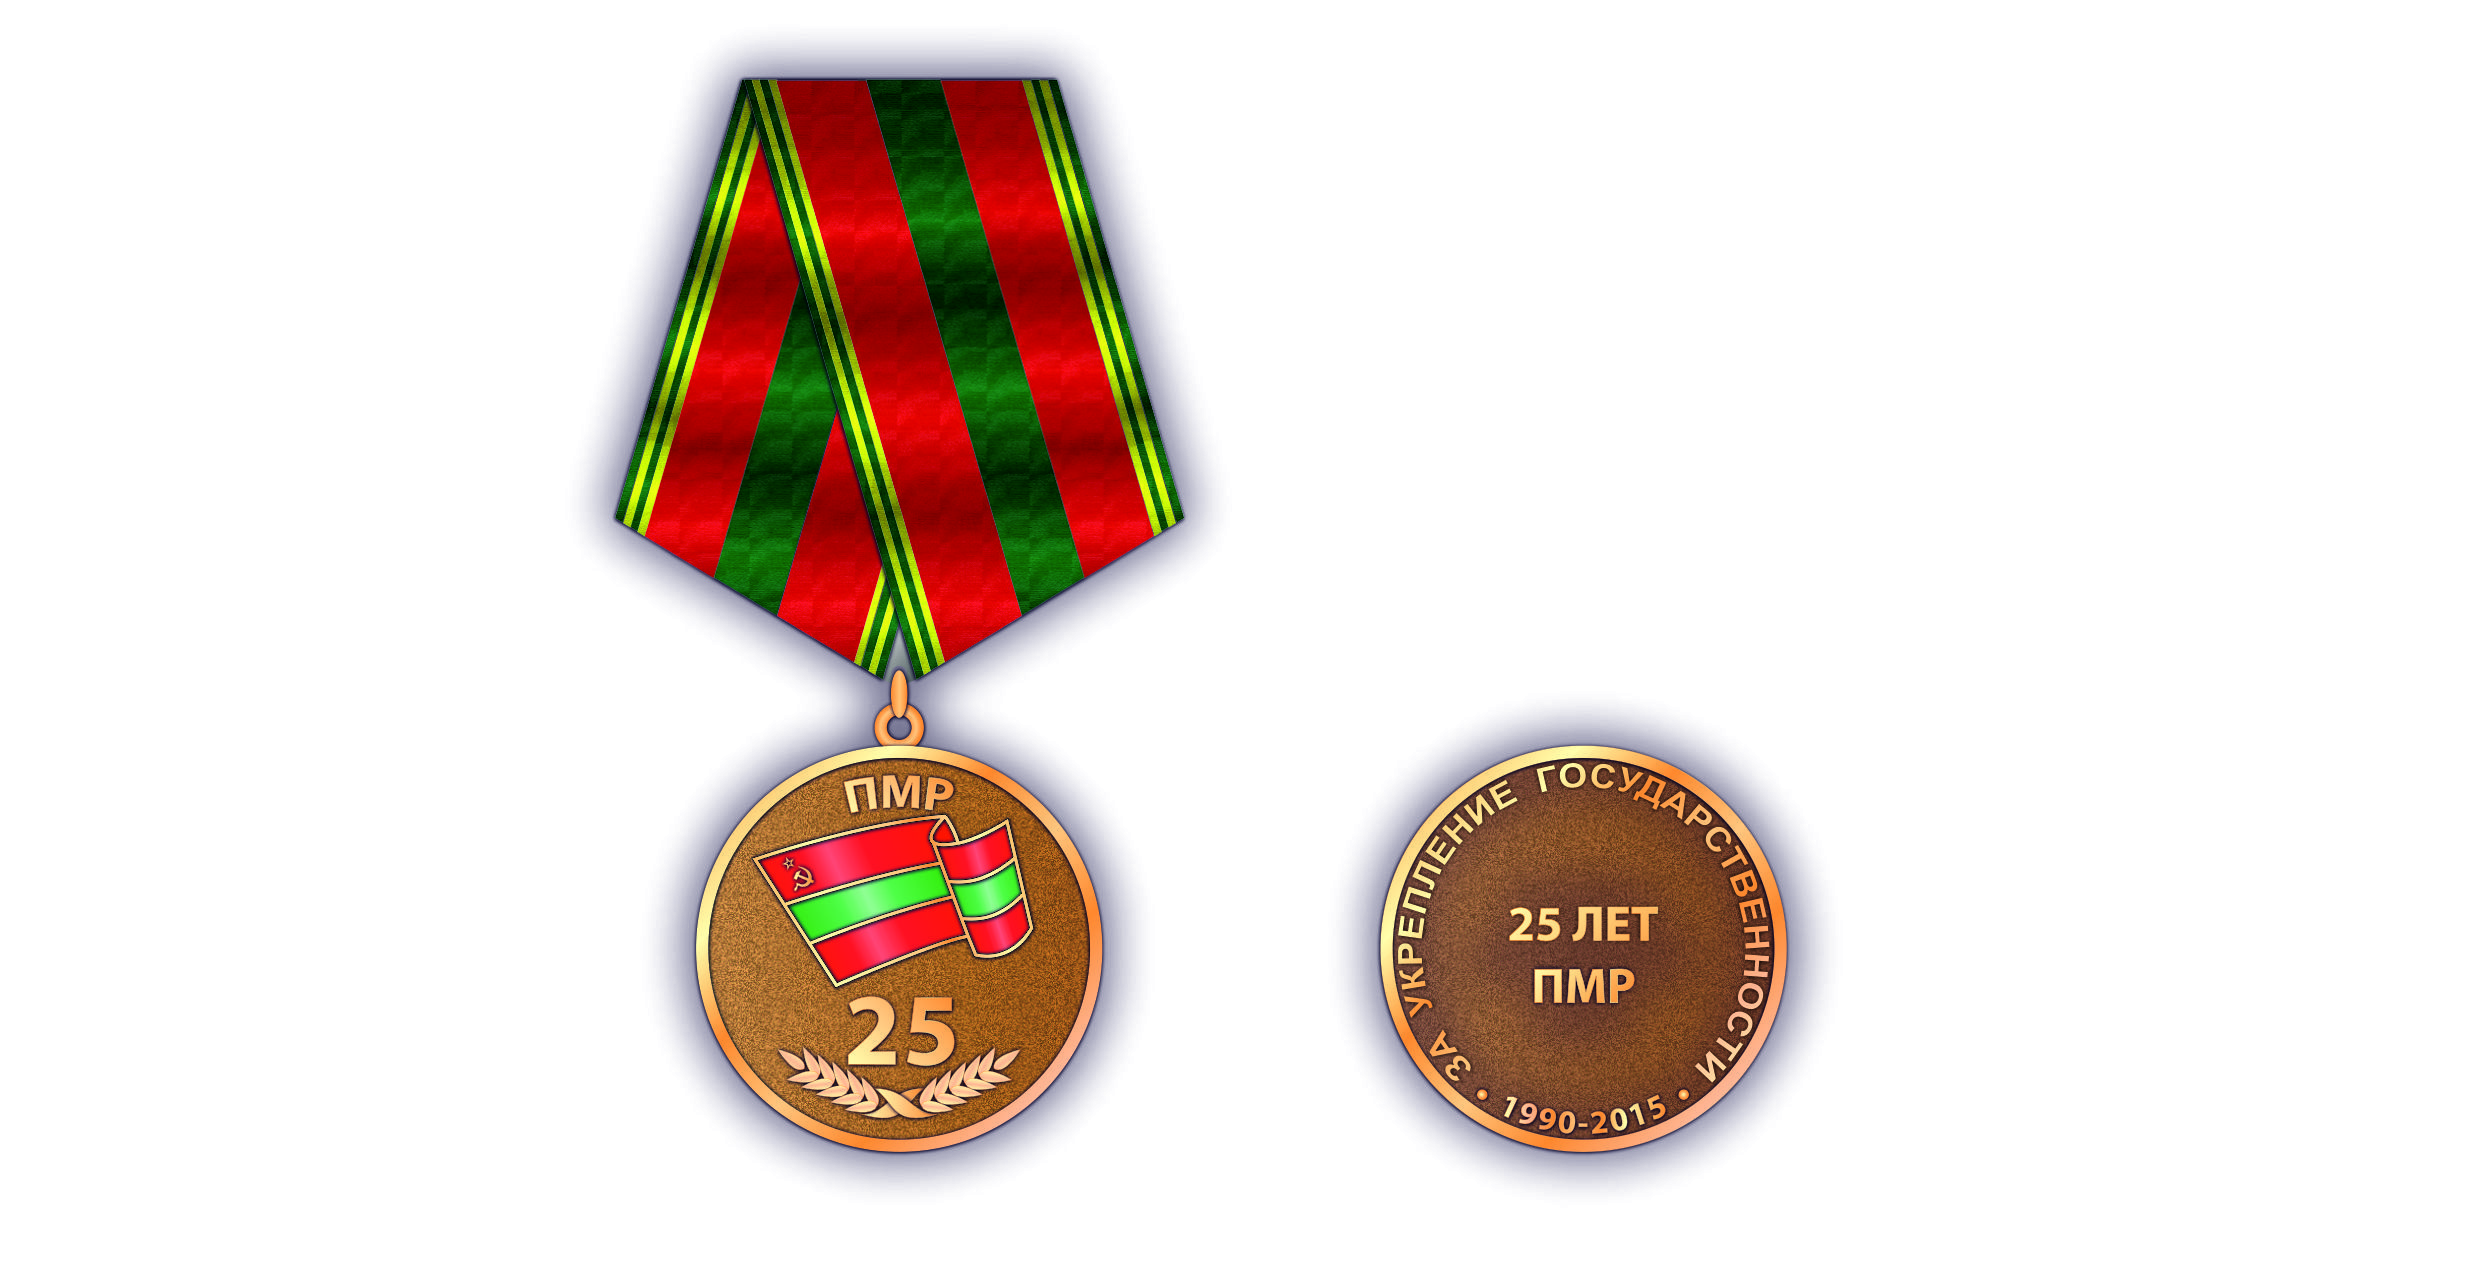 ПМР
25
ЗА УКРЕПЛЕНИЕ ГОСУДАРСТВЕННОСТИ
25 ЛЕТ
ПМР
• 1990-2015 •